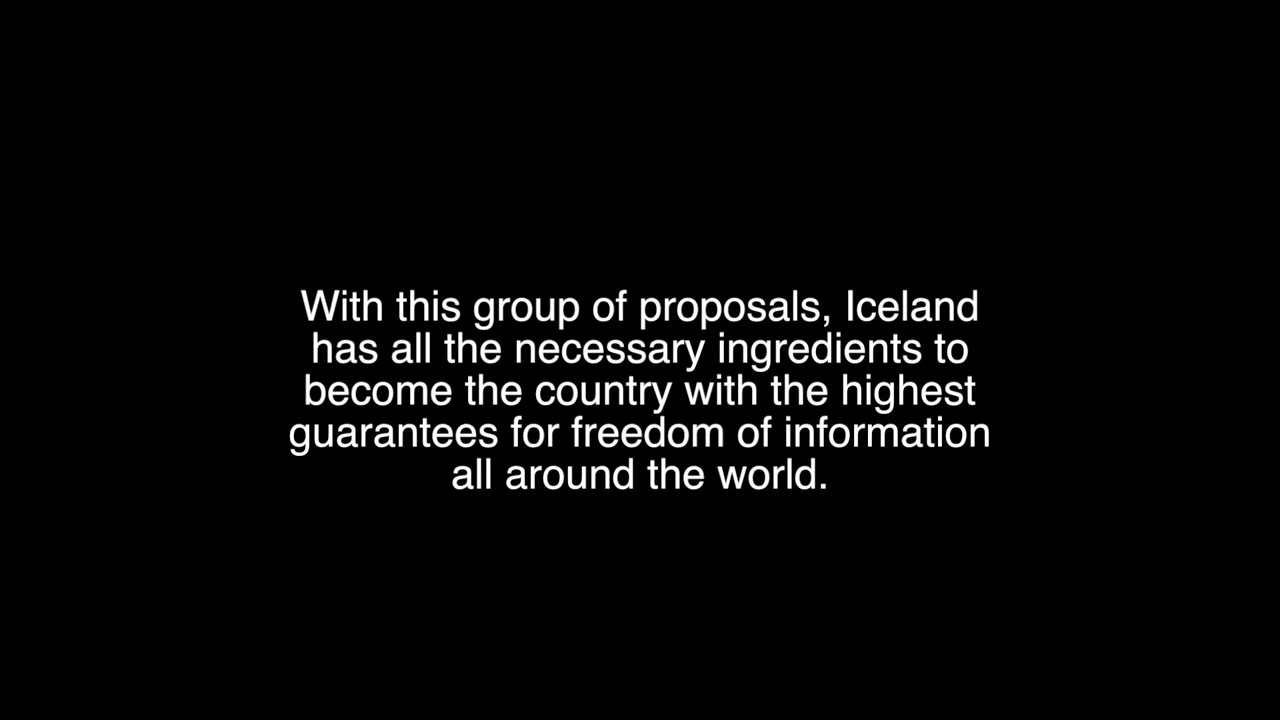 With this group of proposals, Iceland
has all the necessary ingredients to
become the country with the highest
guarantees for freedom of information
all around the world.